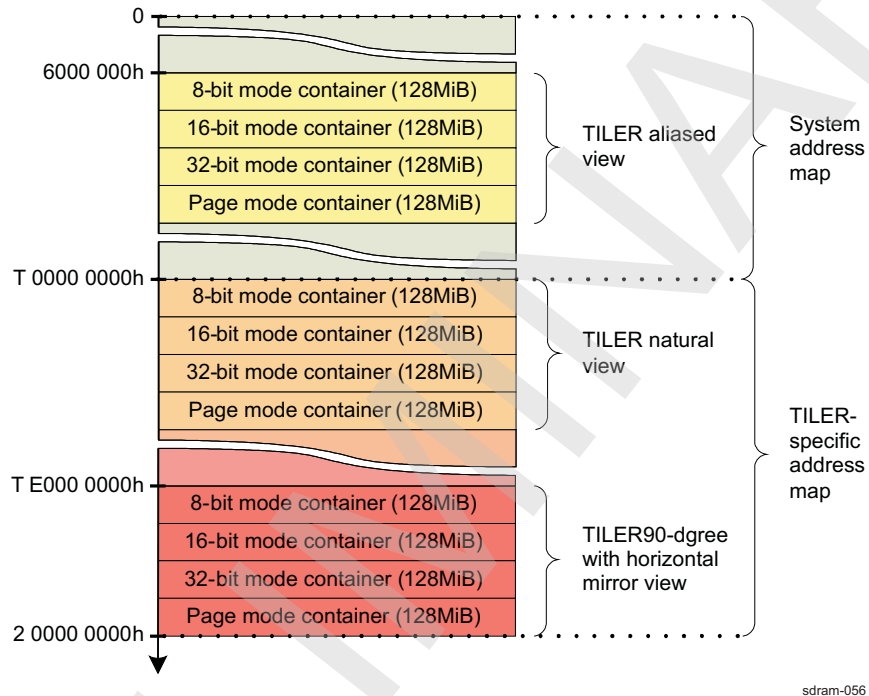 0
6000 000h
8-bit mode container (128MiB)
16-bit mode container (128MiB)
32-bit mode container (128MiB)
Page mode container (128MiB)
TILER aliased
view
System
address
map
T 0000 0000h
8-bit mode container (128MiB)
16-bit mode container (128MiB)
32-bit mode container (128MiB)
Page mode container (128MiB)
TILER natural
view
TILER-
specific
address
map
T E000 0000h
8-bit mode container (128MiB)
16-bit mode container (128MiB)
32-bit mode container (128MiB)
Page mode container (128MiB)
TILER90-dgree
with horizontal
mirror view
2 0000 0000h
sdram-056